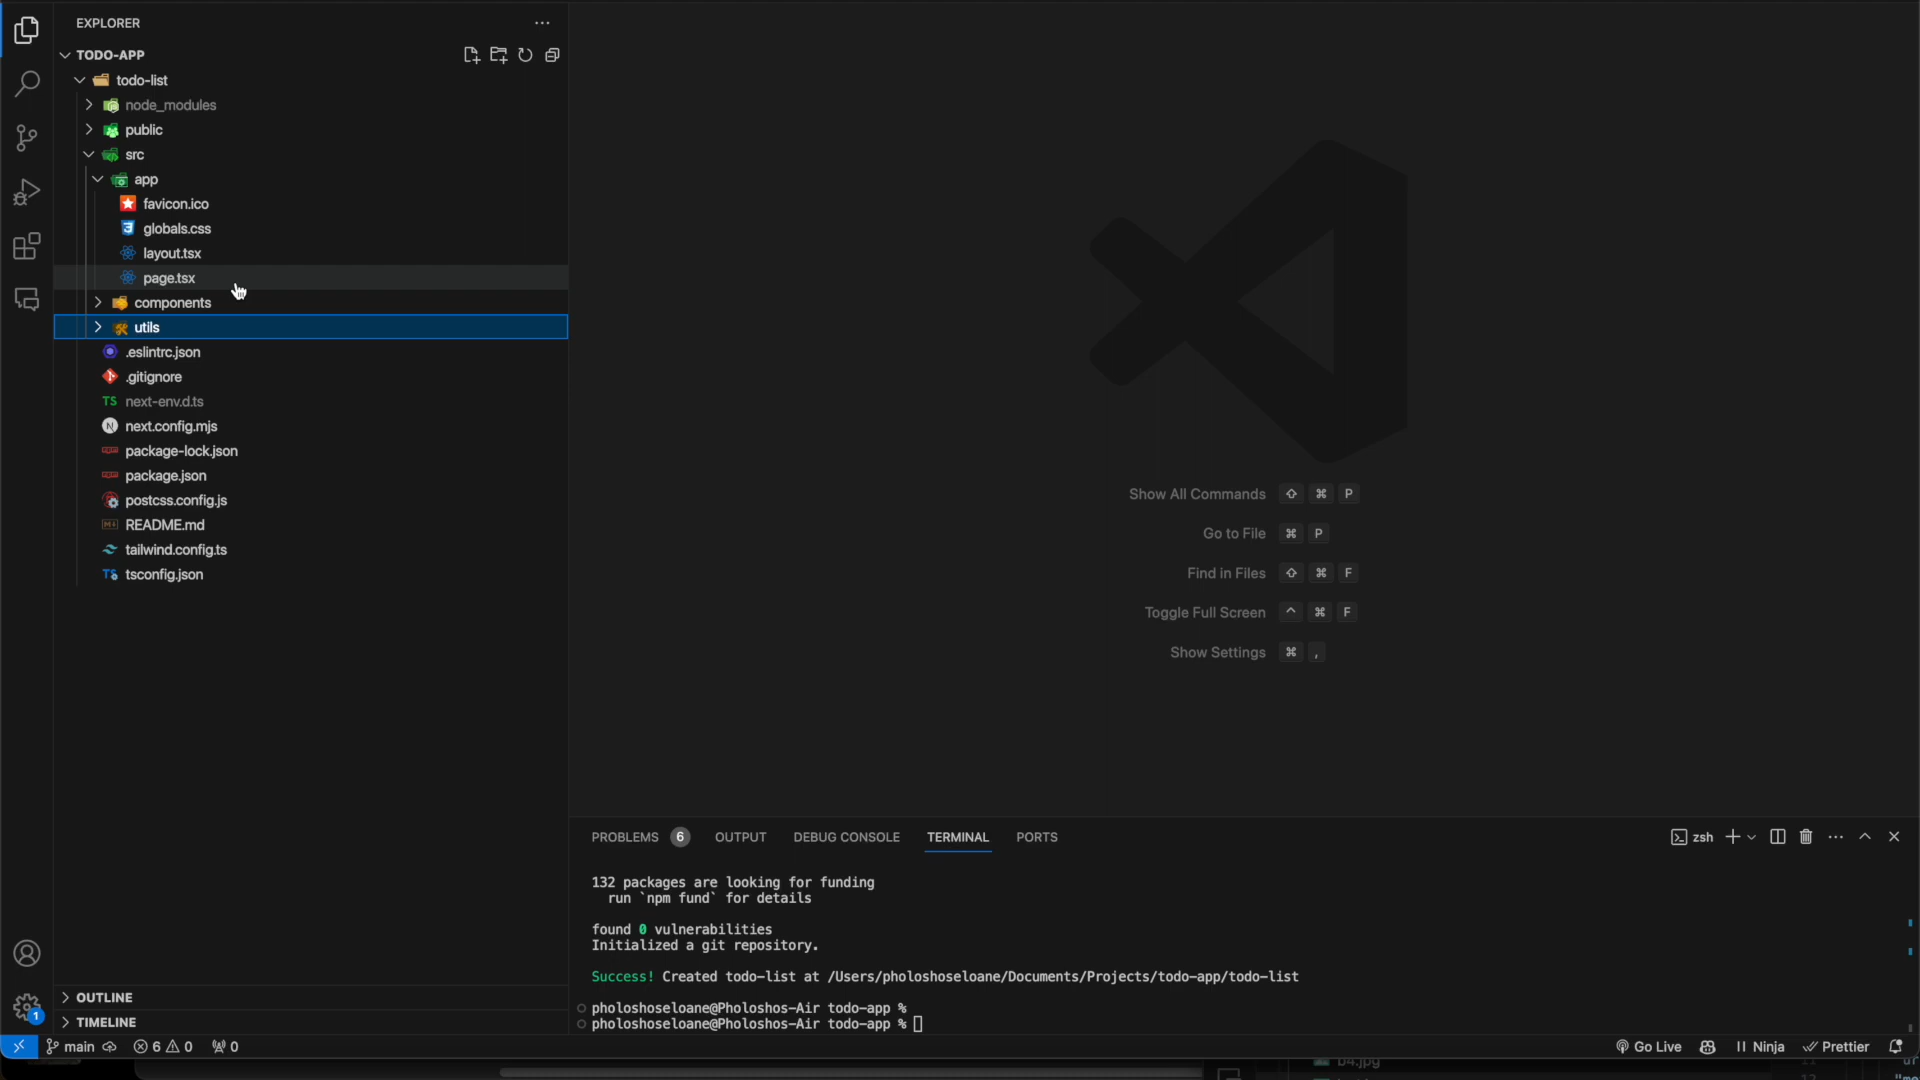 EXPLORER
TODO-APP
todo-list
node_modules
public
src
app
favicon.ico
globals.css
layout.tsx
page.tsx
components
utils
.eslintrc.json
.gitignore
TS next-env.d.ts
N next.config.mjs
package-lock.json
package.json
postcss.config.js
README.md
tailwind.config.ts
TS tsconfig.json
OUTLINE
TIMELINE
1
Show All Commands ⇧ ⌘ P
Go to File ⌘ P
Find in Files ⇧ ⌘ F
Toggle Full Screen ^ ⌘ F
Show Settings ⌘ ,
PROBLEMS 6 OUTPUT DEBUG CONSOLE TERMINAL PORTS
zsh
132 packages are looking for funding
run `npm fund` for details
found 0 vulnerabilities
Initialized a git repository.
Success! Created todo-list at /Users/pholoshoseloane/Documents/Projects/todo-app/todo-list
pholoshoseloane@Pholoshos-Air todo-app %
pholoshoseloane@Pholoshos-Air todo-app %
main 6 0 0
Go Live Ninja Prettier
b4.jpg